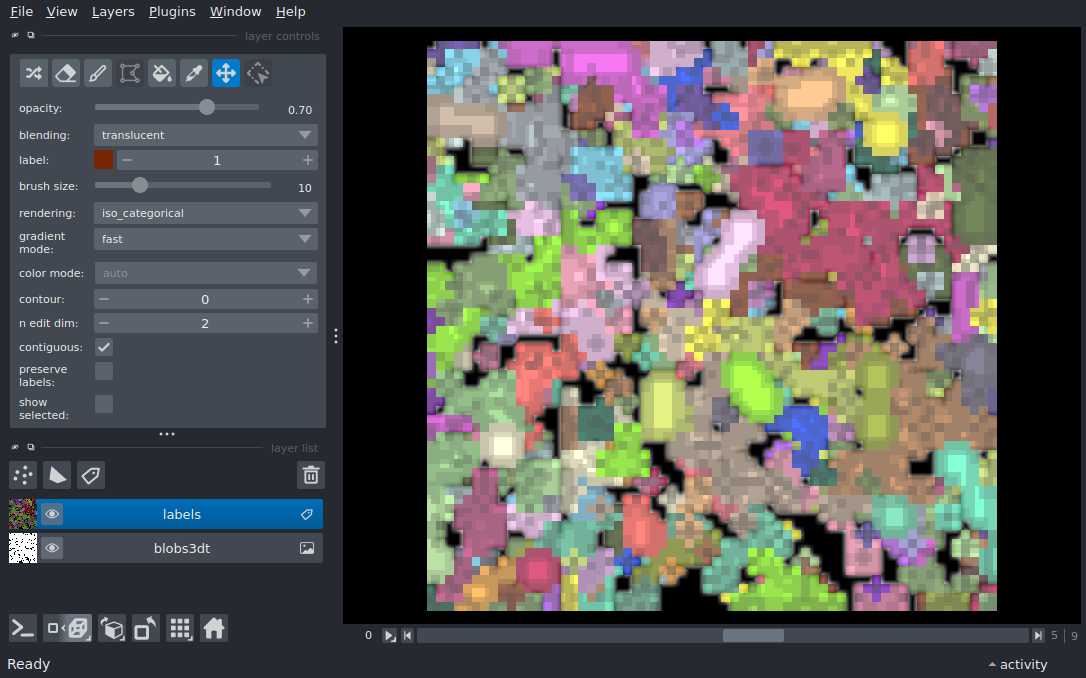 File View Layers Plugins Window Help
layer controls
opacity: 0.70
blending: translucent
label: 1
brush size: 10
rendering: iso_categorical
gradient
mode: fast
color mode: auto
contour: 0
n edit dim: 2
contiguous:
preserve
labels:
show
selected:
layer list
labels
blobs3dt
0 5 9
Ready activity